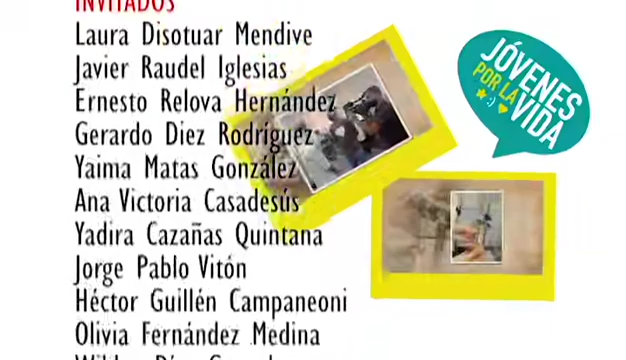 INVITADOS
Laura Disotuar Mendive
Javier Raudel Iglesias
Ernesto Relova Hernández
Gerardo Diez Rodríguez
Yaima Matas González
Ana Victoria Casadesús
Yadira Cazañas Quintana
Jorge Pablo Vitón
Héctor Guillén Campaneoni
Olivia Fernández Medina
JÓVENES
POR LA
VIDA